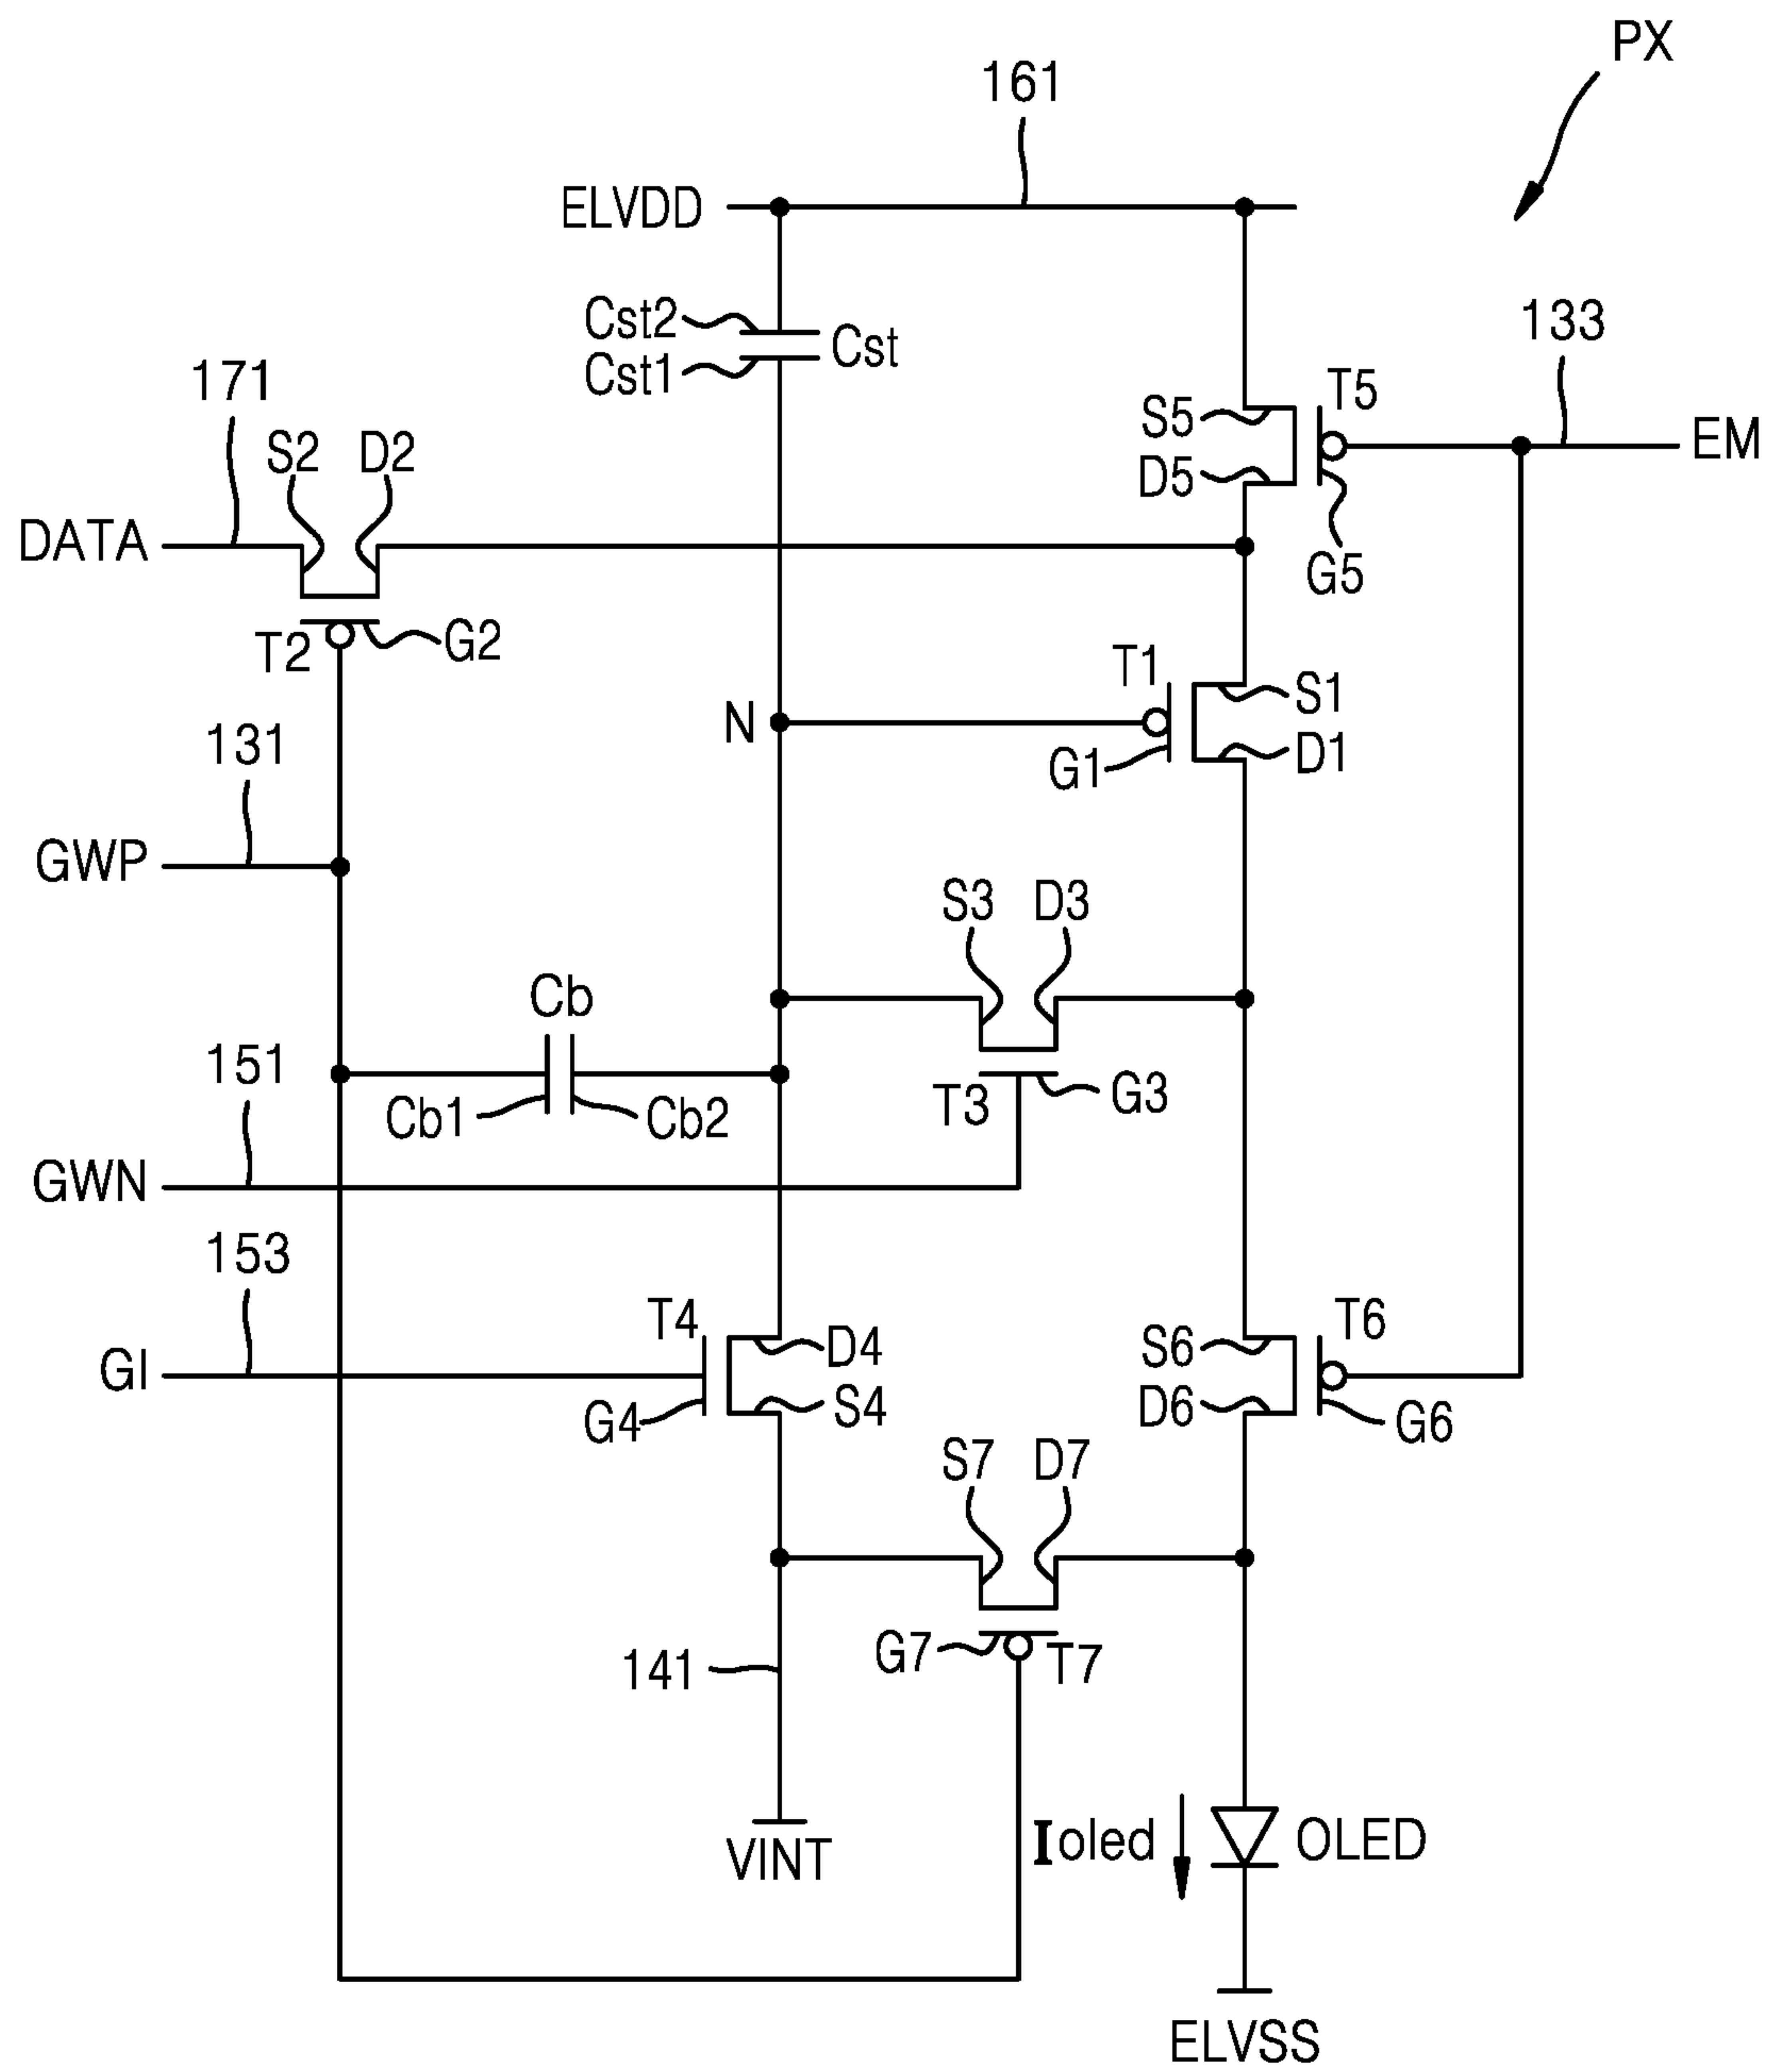 PX
161
ELVDD
Cst2
Cst
Cst1
133
171
T5
S5
S2 D2
EM
D5
DATA
G5
T2 G2
T1
S1
N
131
G1 D1
GWP
S3 D3
Cb
151
Cb1 Cb2
T3 G3
GWN
153
T4
D4
T6
S6
GI
S4
D6
G4 G6
S7 D7
G7 T7
141
VINT
Ioled
OLED
ELVSS